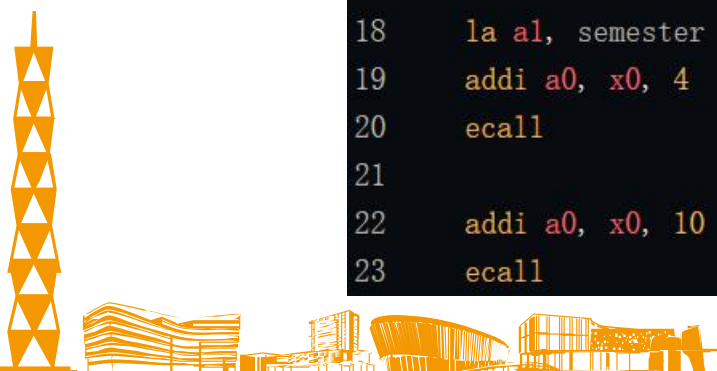 18 la a1, semester
19 addi a0, x0, 4
20 ecall
21
22 addi a0, x0, 10
23 ecall